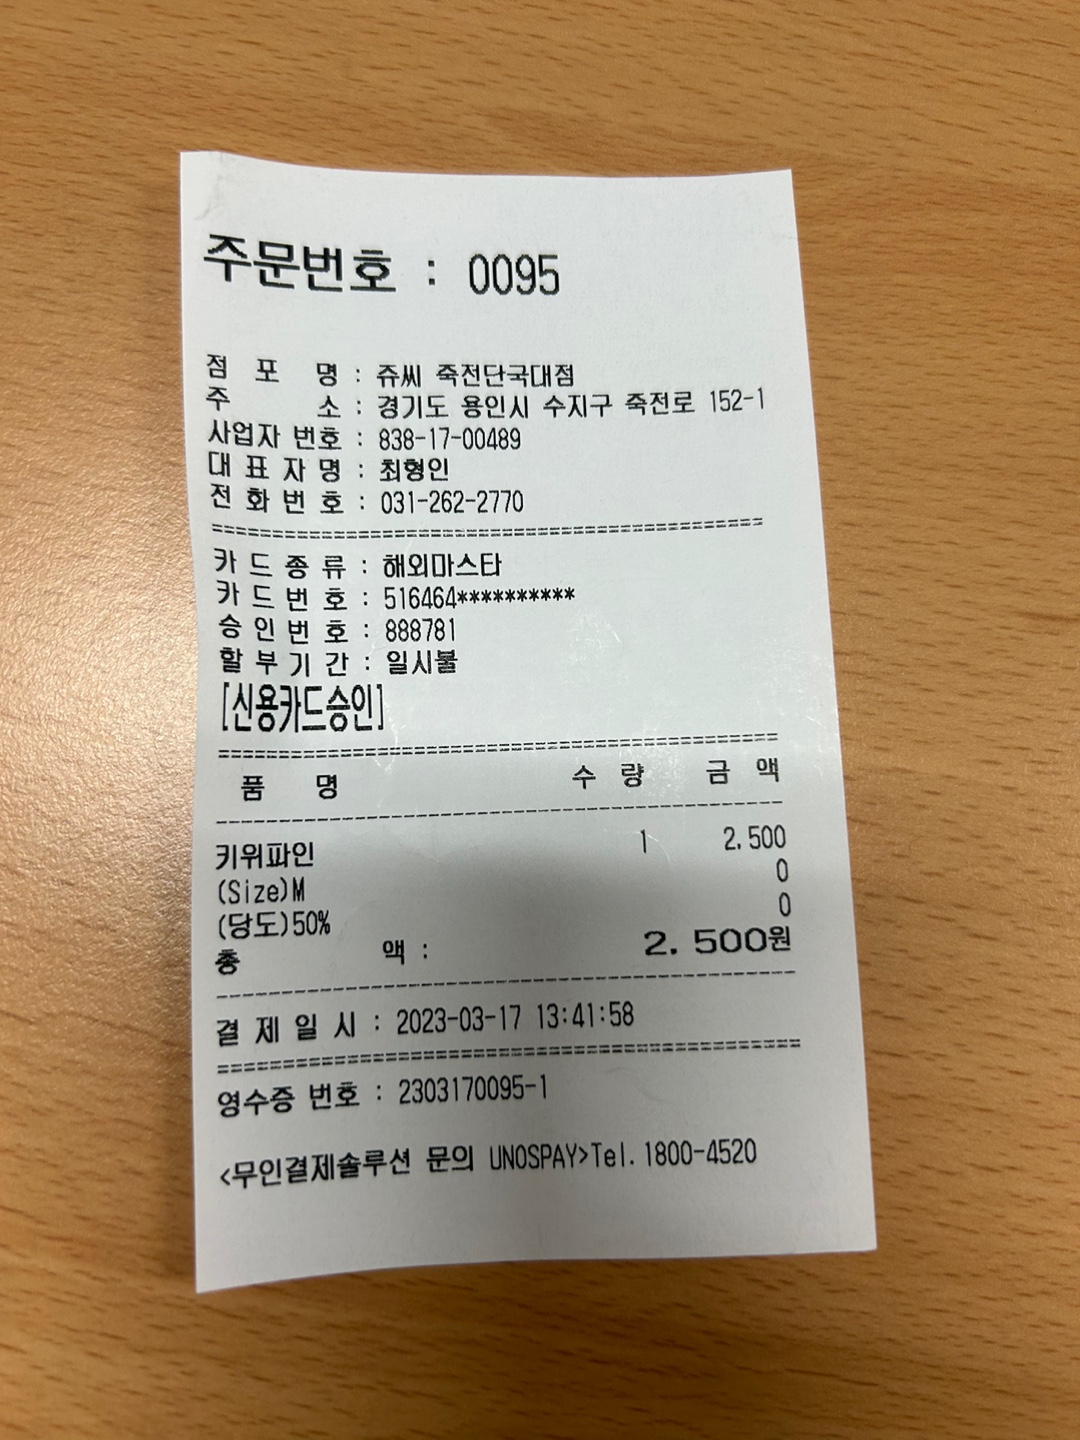 주문번호 : 0095
점 포 명 : 쥬씨 죽전단국대점
주 소 : 경기도 용인시 수지구 죽전로 152-1
사업자 번호 : 838-17-00489
대 표 자 명 : 최형인
전 화 번 호 : 031-262-2770
==============================================
카 드 종 류 : 해외마스타
카 드 번 호 : 516464**********
승 인 번 호 : 888781
할 부 기 간 : 일시불
[신용카드승인]
==============================================
품 명 수 량 금 액
----------------------------------------------
키위파인 1 2,500
(Size)M 0
(당도)50% 0
총 액 : 2,500원
----------------------------------------------
결 제 일 시 : 2023-03-17 13:41:58
==============================================
영수증 번호 : 2303170095-1
<무인결제솔루션 문의 UNOSPAY>Tel.1800-4520